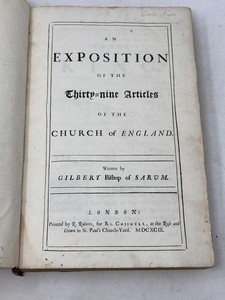 AN
EXPOSITION
OF THE
Thirty-nine Articles
OF THE
CHURCH of ENGLAND.
Written by
GILBERT Bishop of SARUM.
LONDON:
Printed by R. Roberts, for Ri. Chiswell, at the Rose and
Crown in St. Paul's Church-Yard. MDCXCIX.